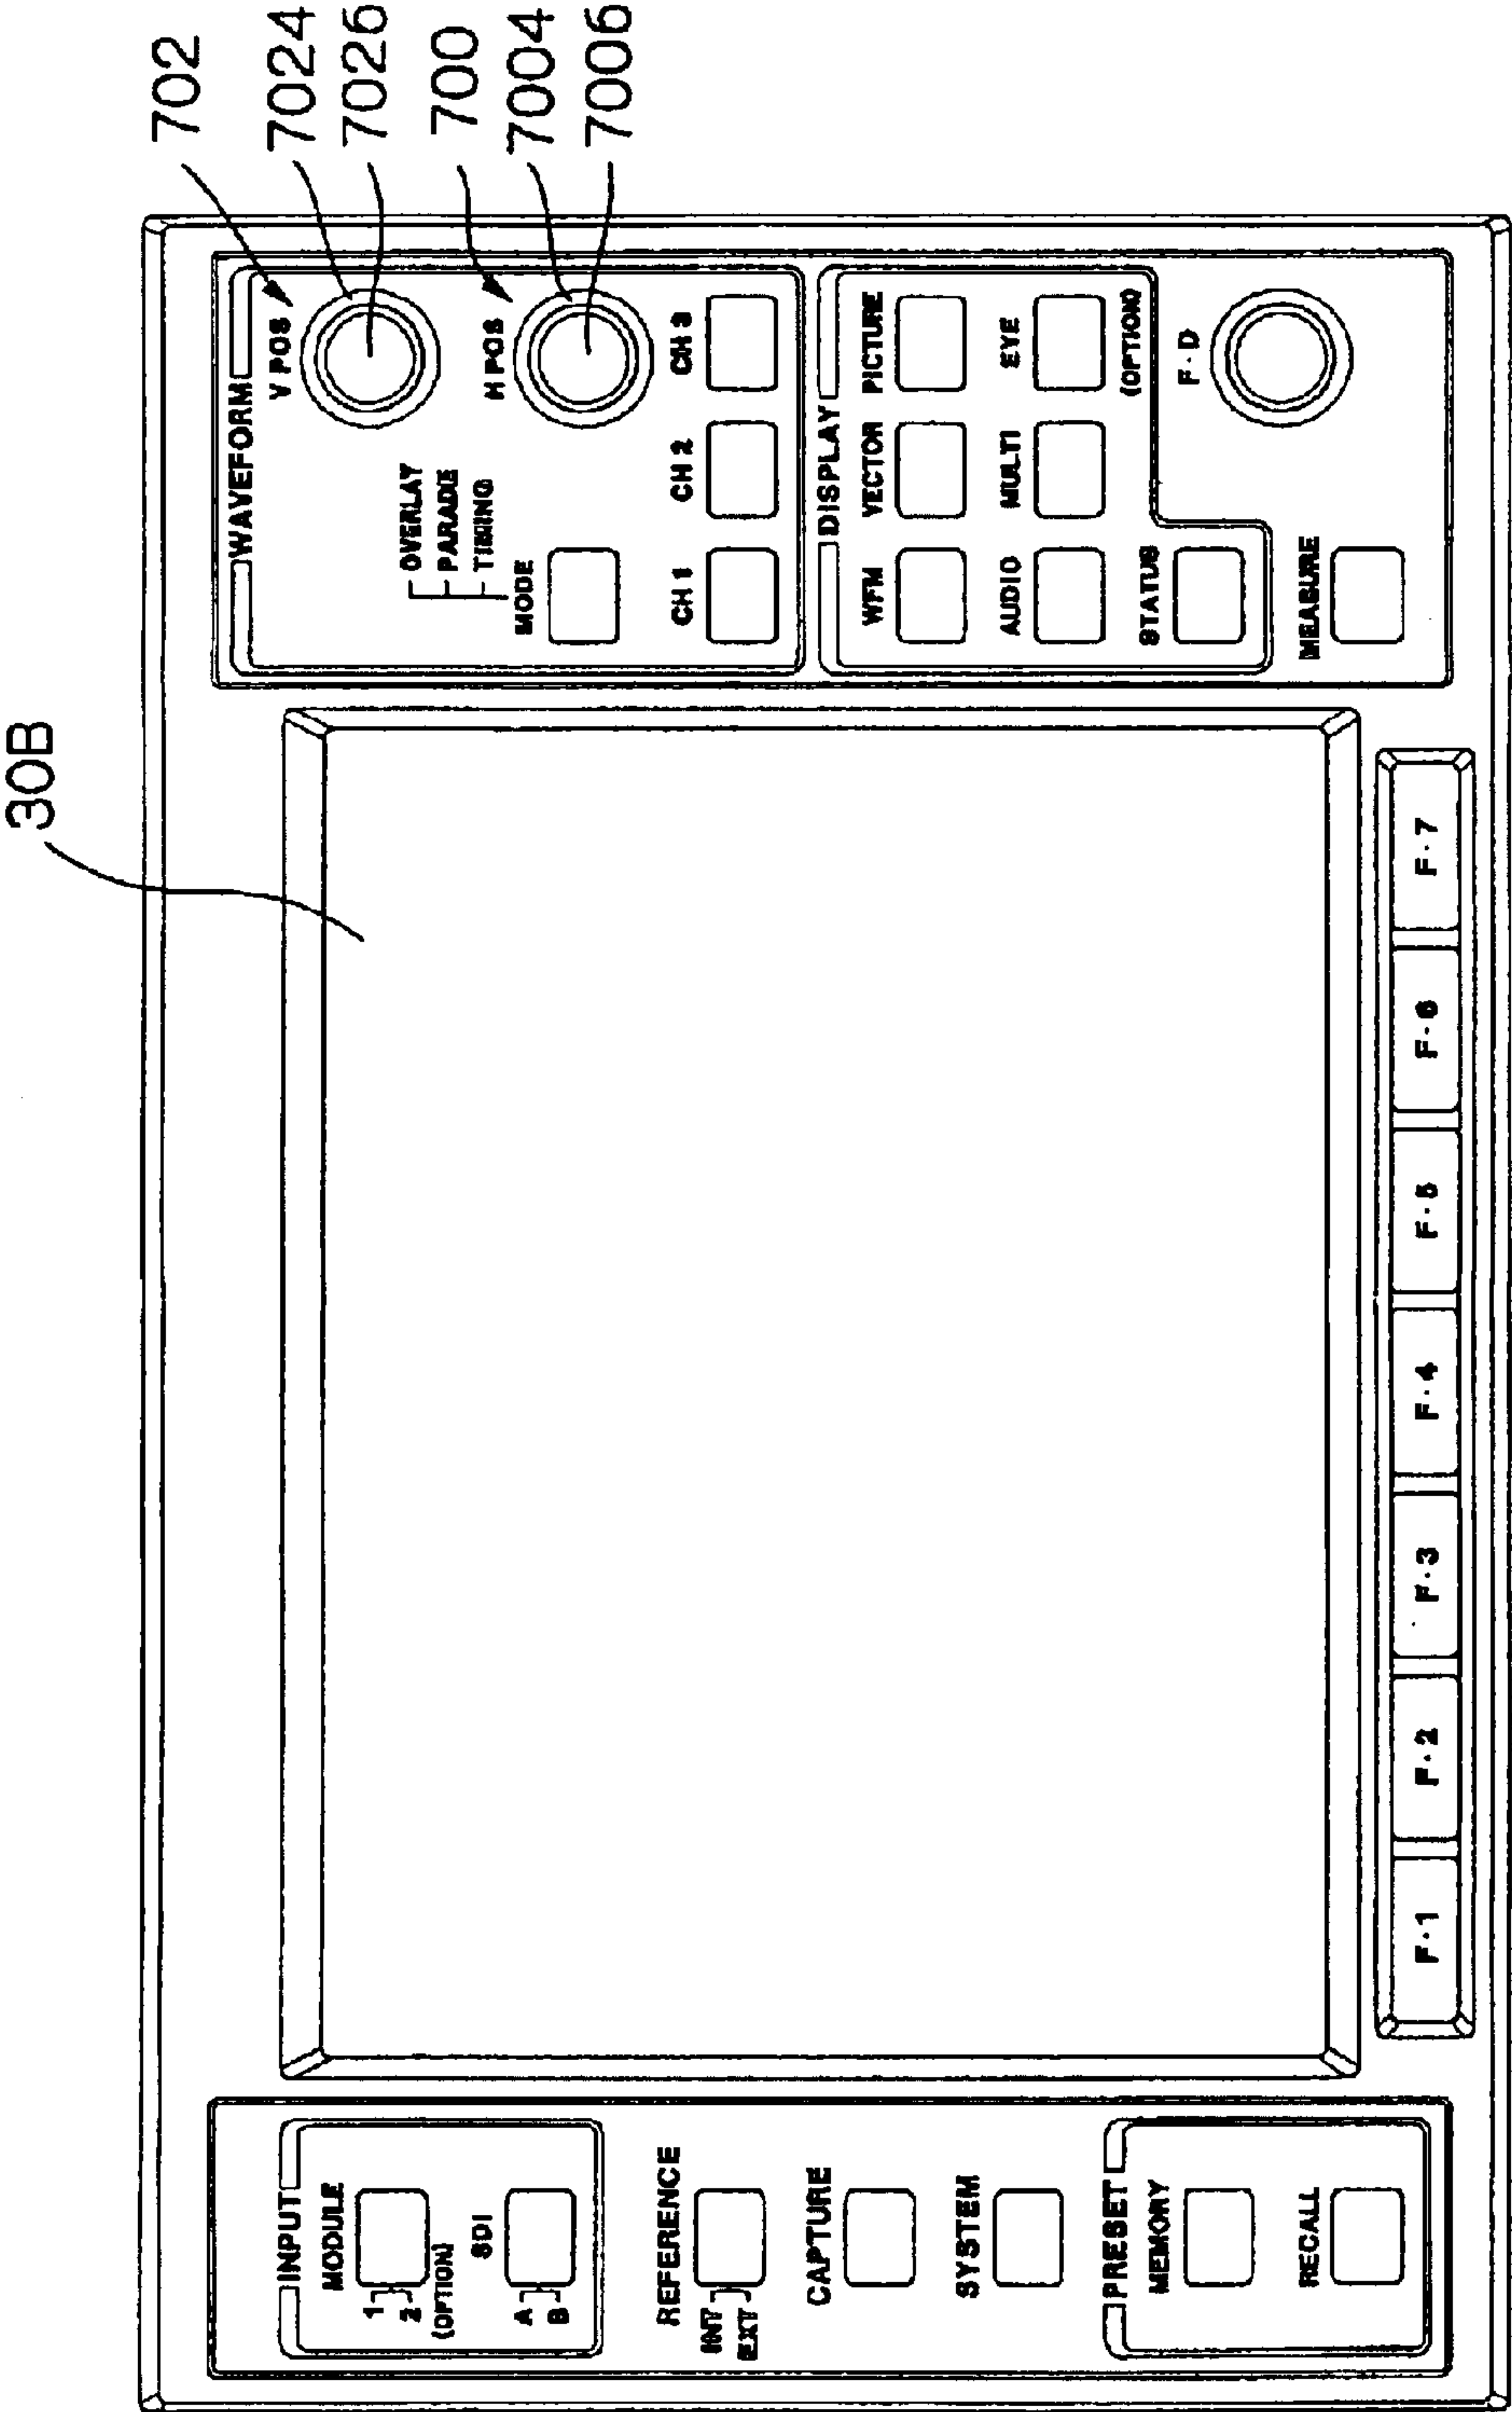 30B
702
7024
7026
700
7004
7006
INPUT
MODULE
1
2
(OPTION)
SDI
A
B
REFERENCE
INT
EXT
CAPTURE
SYSTEM
PRESET
MEMORY
RECALL
WAVEFORM
V POS
OVERLAY
PARADE
TIMING
MODE
H POS
CH 1
CH 2
CH 3
DISPLAY
WFM
VECTOR
PICTURE
AUDIO
MULTI
EYE
(OPTION)
STATUS
F·D
MEASURE
F·1
F·2
F·3
F·4
F·5
F·6
F·7